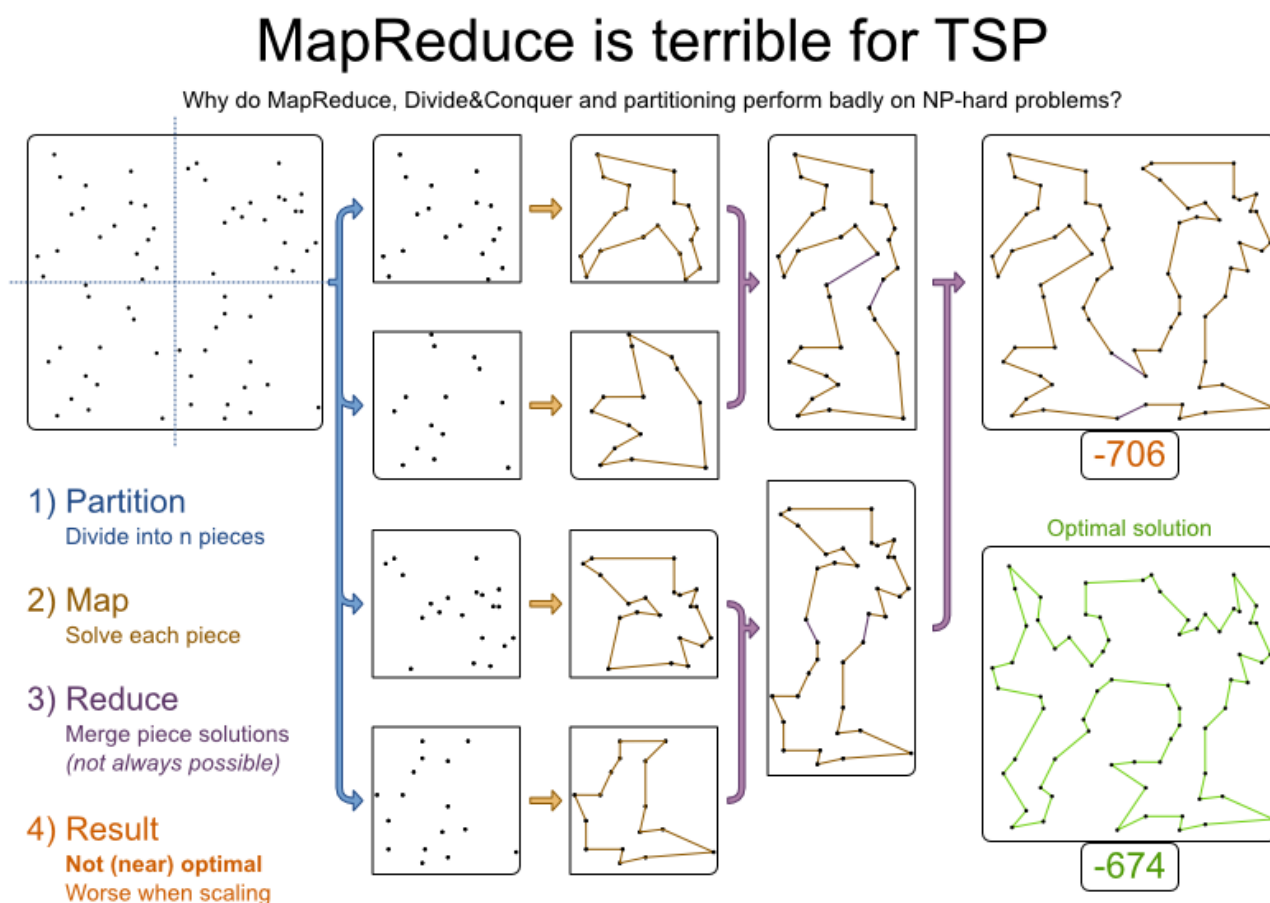 MapReduce is terrible for TSP
Why do MapReduce, Divide&Conquer and partitioning perform badly on NP-hard problems?
1) Partition
Divide into n pieces
2) Map
Solve each piece
3) Reduce
Merge piece solutions
(not always possible)
4) Result
Not (near) optimal
Worse when scaling
-706
Optimal solution
-674